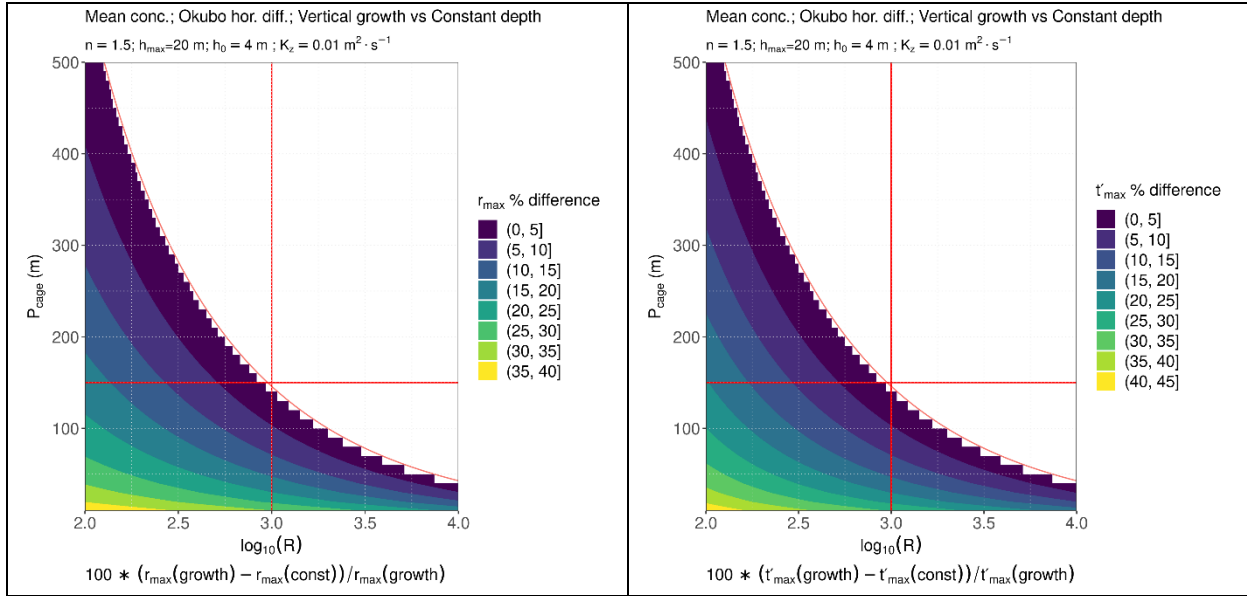 Mean conc.; Okubo hor. diff.; Vertical growth vs Constant depth
n = 1.5; hmax=20 m; h0 = 4 m ; Kz = 0.01 m² · s⁻¹
500
400
300
200
100
Pcage (m)
2.0 2.5 3.0 3.5 4.0
log10(R)
100 * (rmax(growth) − rmax(const))/rmax(growth)
rmax % difference
(0, 5]
(5, 10]
(10, 15]
(15, 20]
(20, 25]
(25, 30]
(30, 35]
(35, 40]
Mean conc.; Okubo hor. diff.; Vertical growth vs Constant depth
n = 1.5; hmax=20 m; h0 = 4 m ; Kz = 0.01 m² · s⁻¹
500
400
300
200
100
Pcage (m)
2.0 2.5 3.0 3.5 4.0
log10(R)
100 * (t′max(growth) − t′max(const))/t′max(growth)
t′max % difference
(0, 5]
(5, 10]
(10, 15]
(15, 20]
(20, 25]
(25, 30]
(30, 35]
(35, 40]
(40, 45]